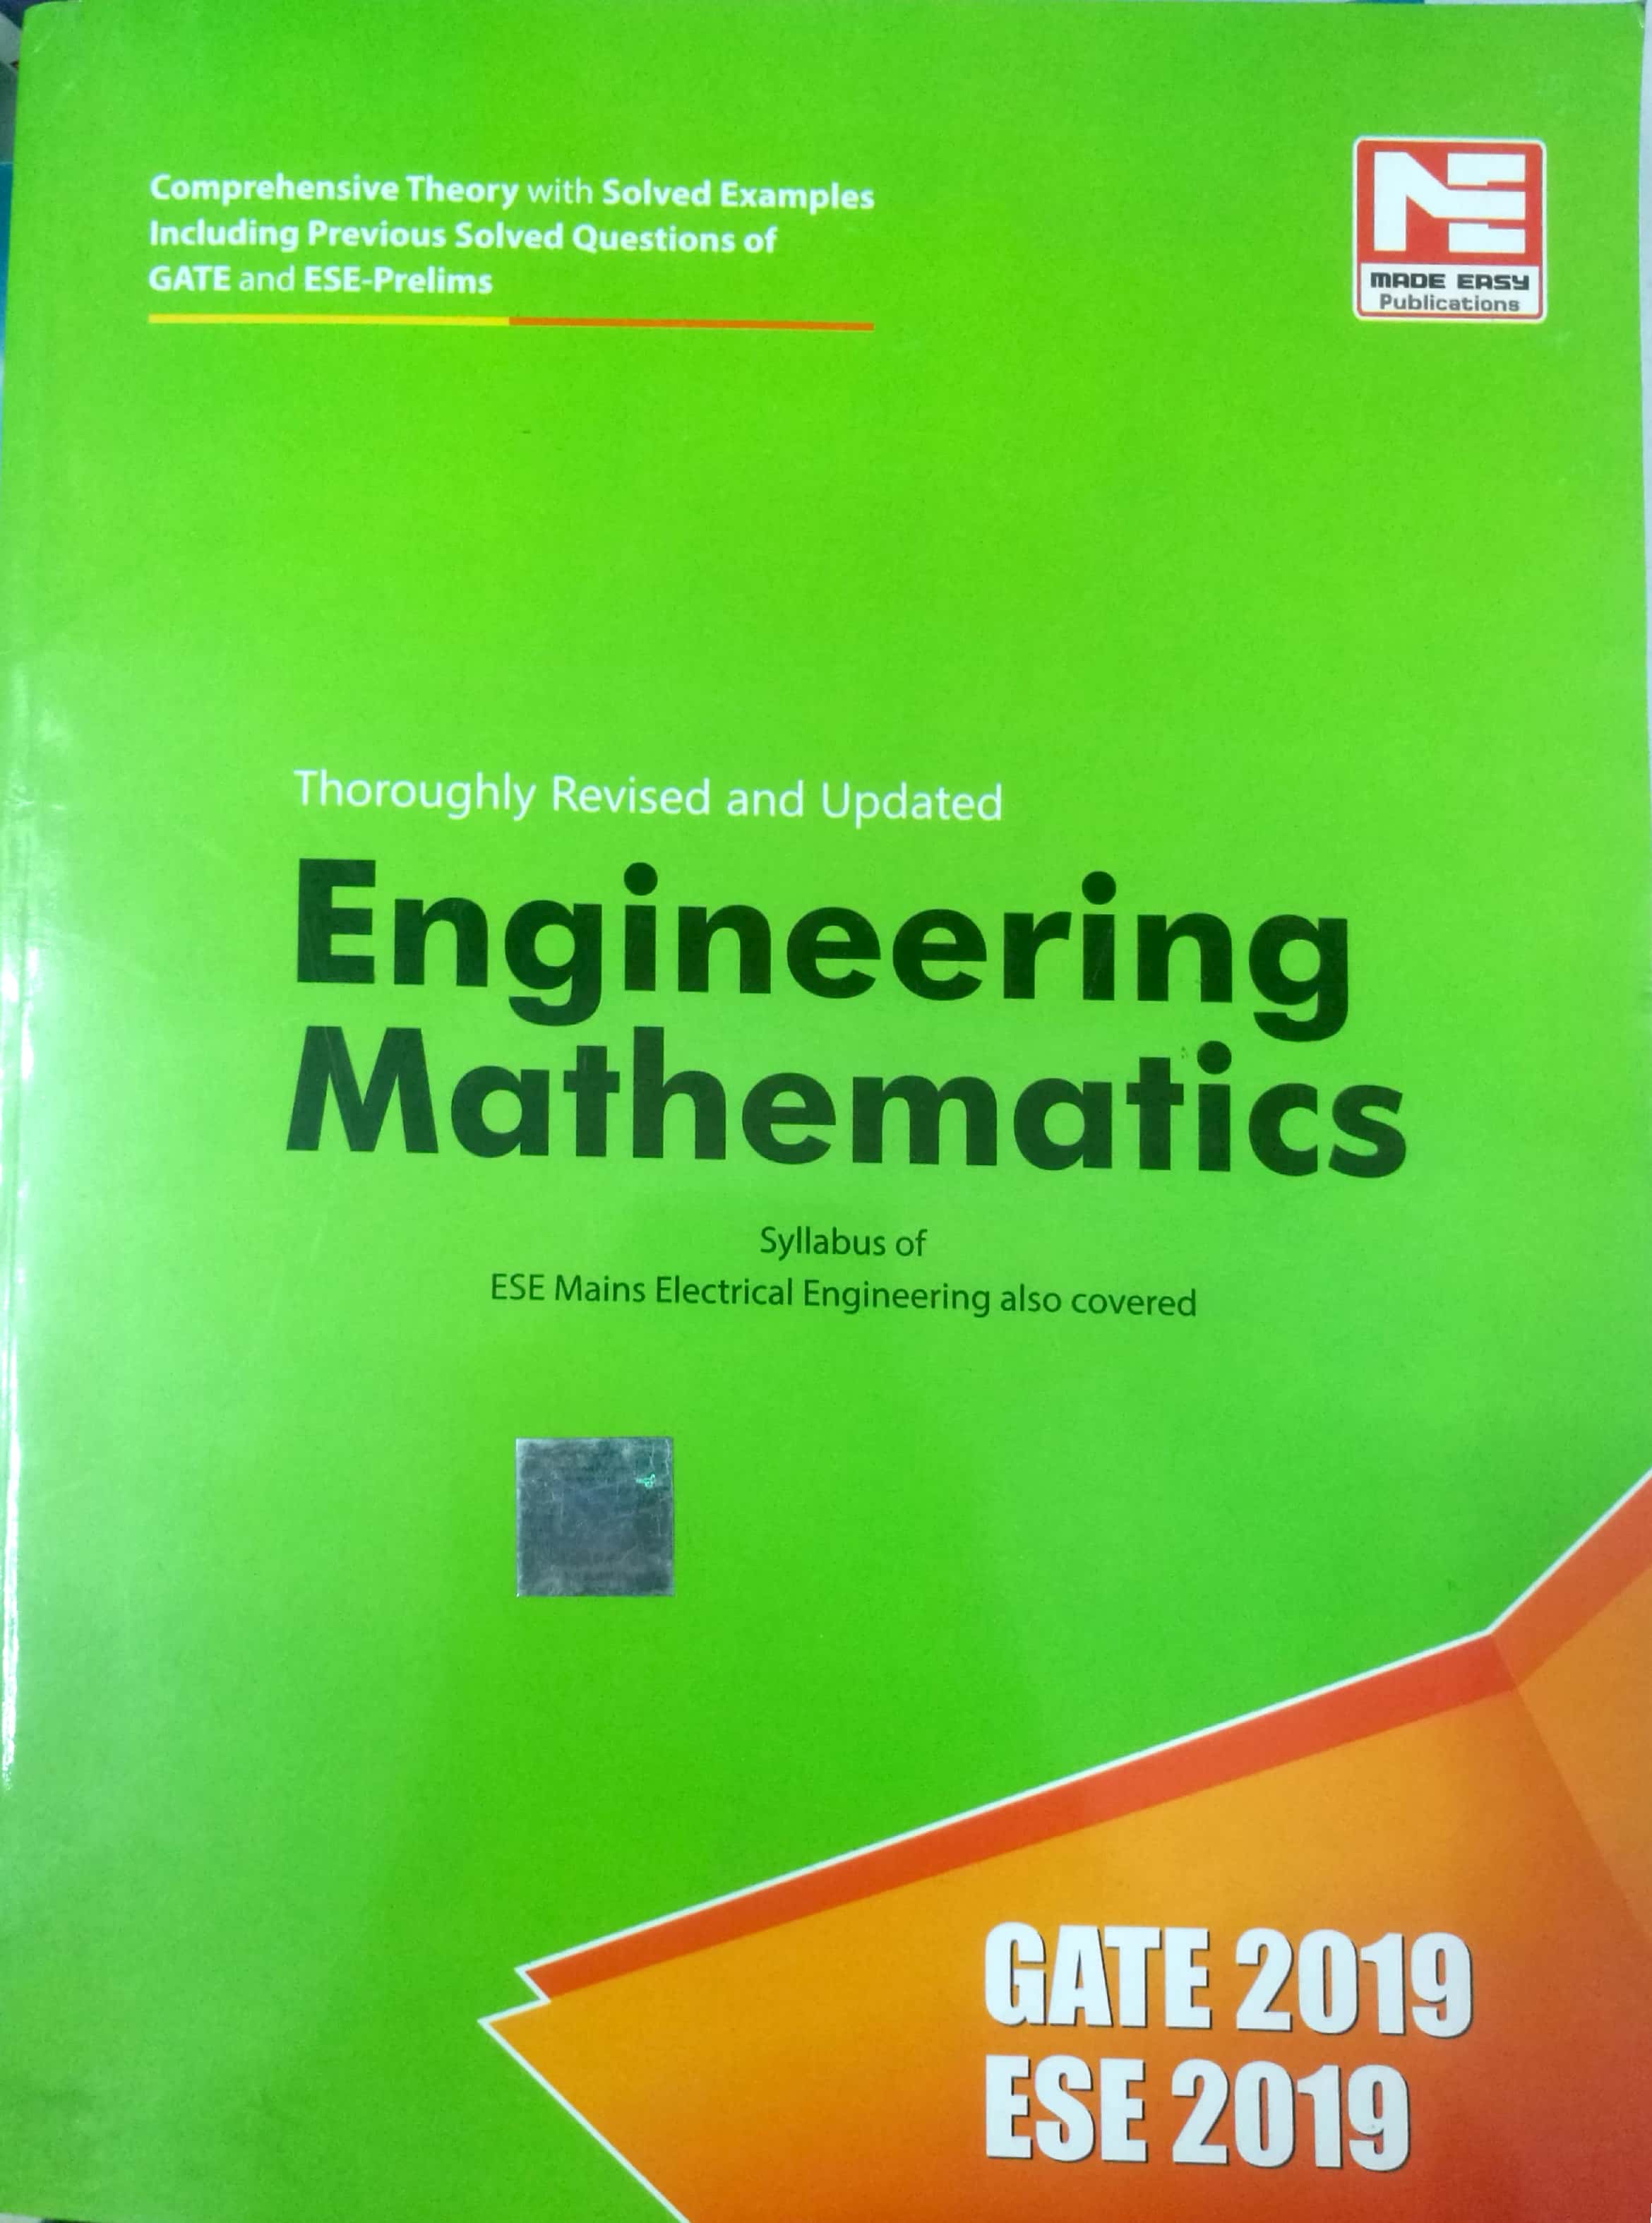 Comprehensive Theory with Solved Examples
Including Previous Solved Questions of
GATE and ESE-Prelims
ME
MADE EASY
Publications
Thoroughly Revised and Updated
Engineering
Mathematics
Syllabus of
ESE Mains Electrical Engineering also covered
GATE 2019
ESE 2019